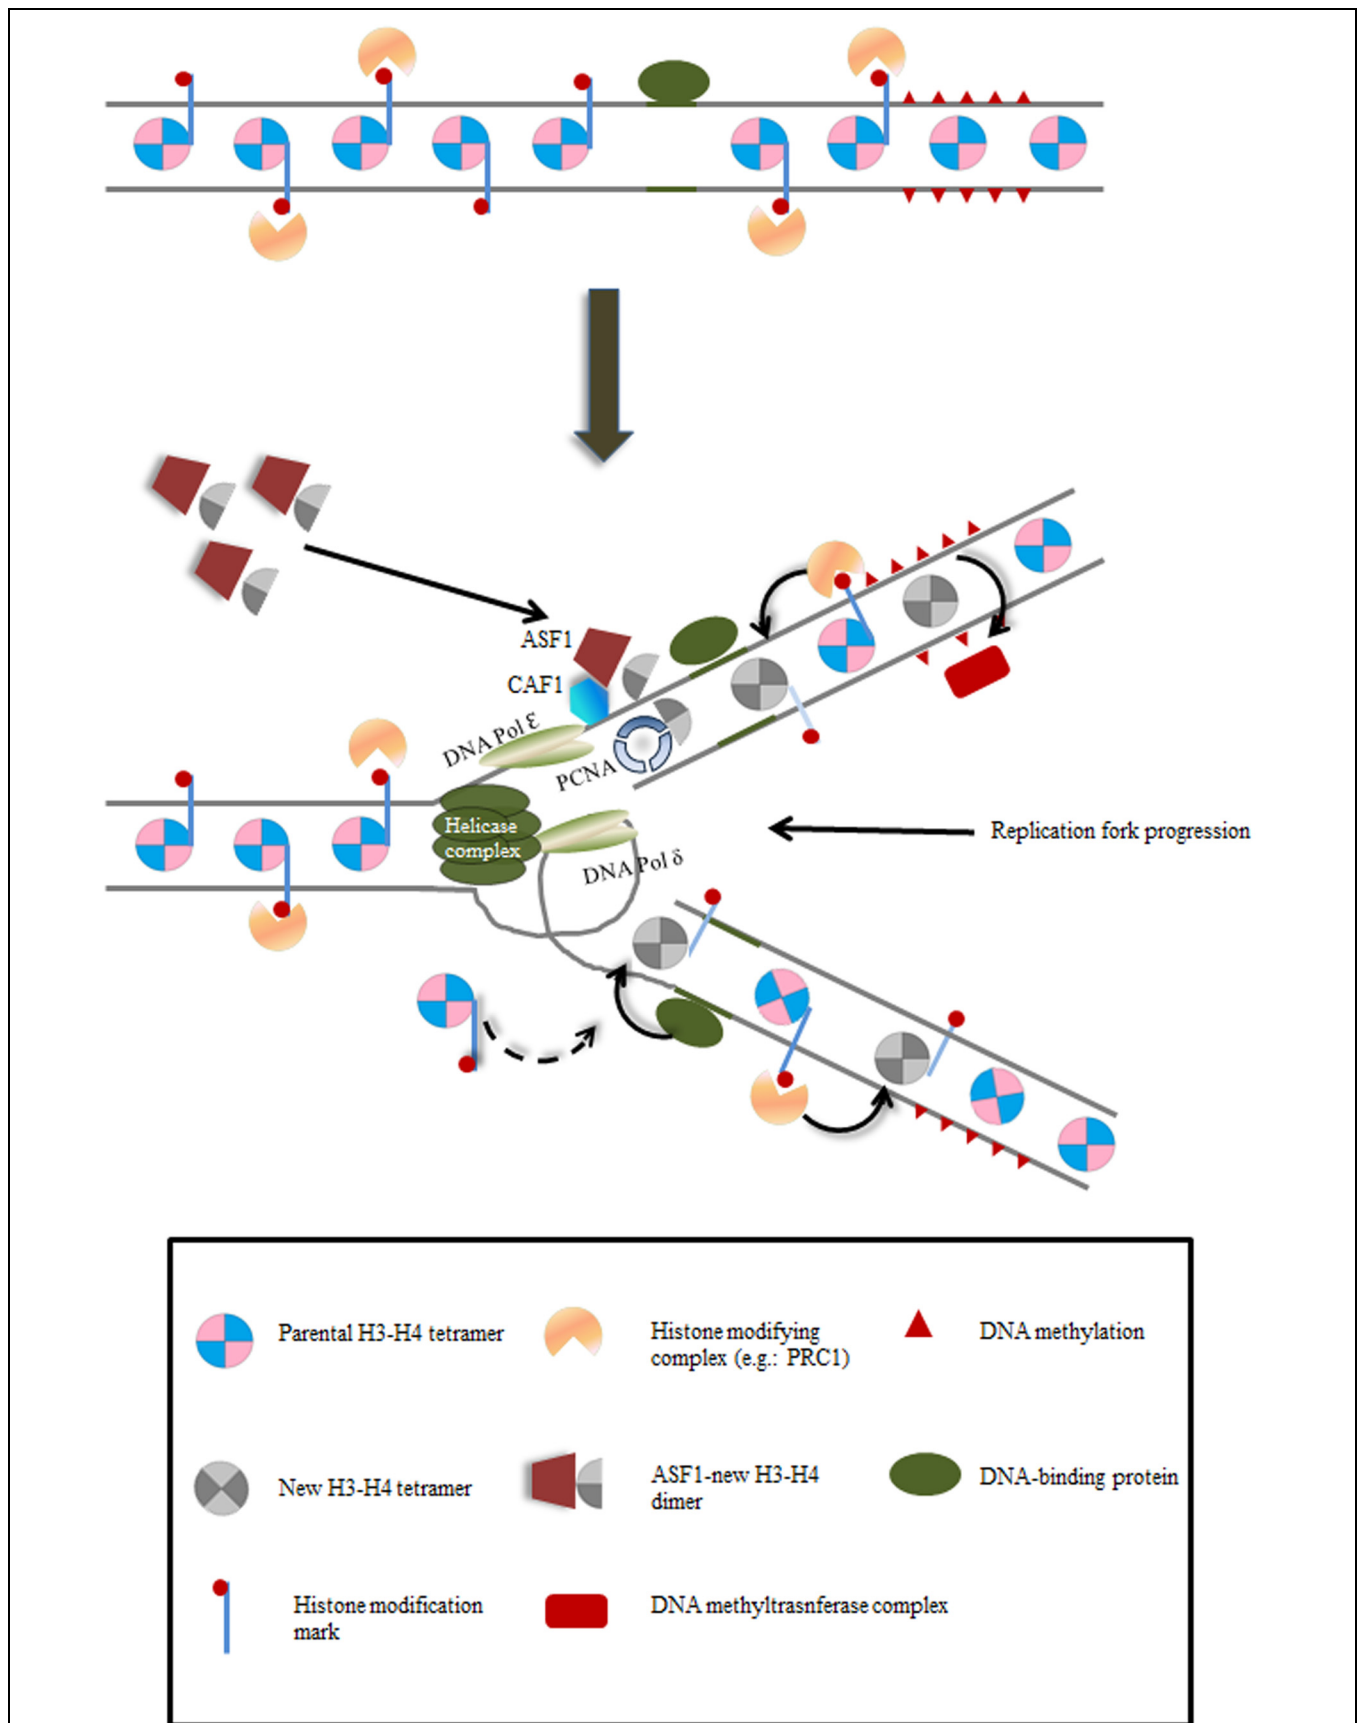 ASF1
CAF1
DNA Pol ε
PCNA
Helicase
complex
DNA Pol δ
Replication fork progression
Parental H3-H4 tetramer
Histone modifying
complex (e.g.: PRC1)
DNA methylation
New H3-H4 tetramer
ASF1-new H3-H4
dimer
DNA-binding protein
Histone modification
mark
DNA methyltrasnferase complex